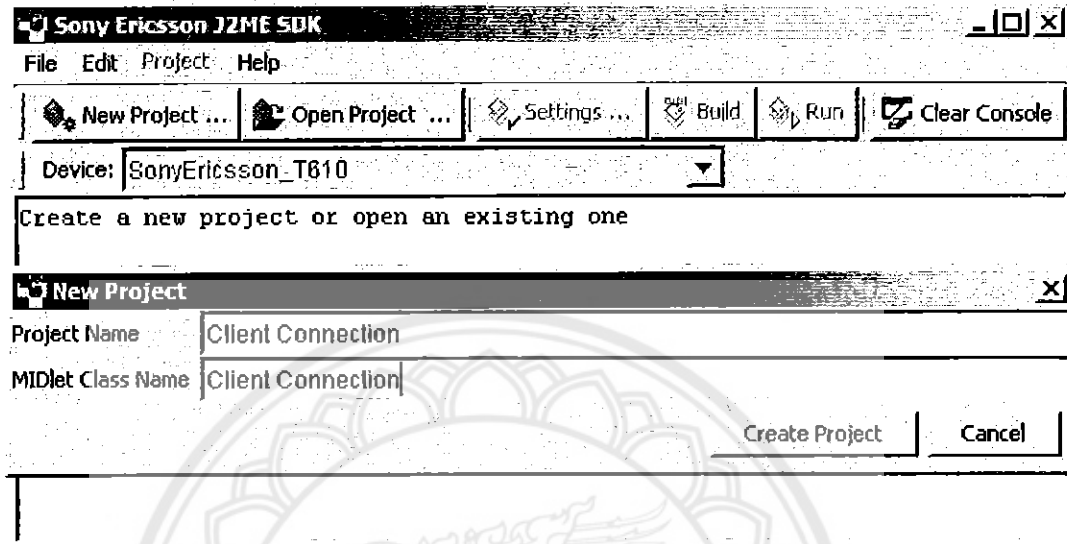 Sony Ericsson J2ME SDK
File Edit Project Help
New Project ... Open Project ... Settings ... Build Run Clear Console
Device: SonyEricsson_T610
Create a new project or open an existing one
New Project
Project Name Client Connection
MIDlet Class Name Client Connection
Create Project Cancel